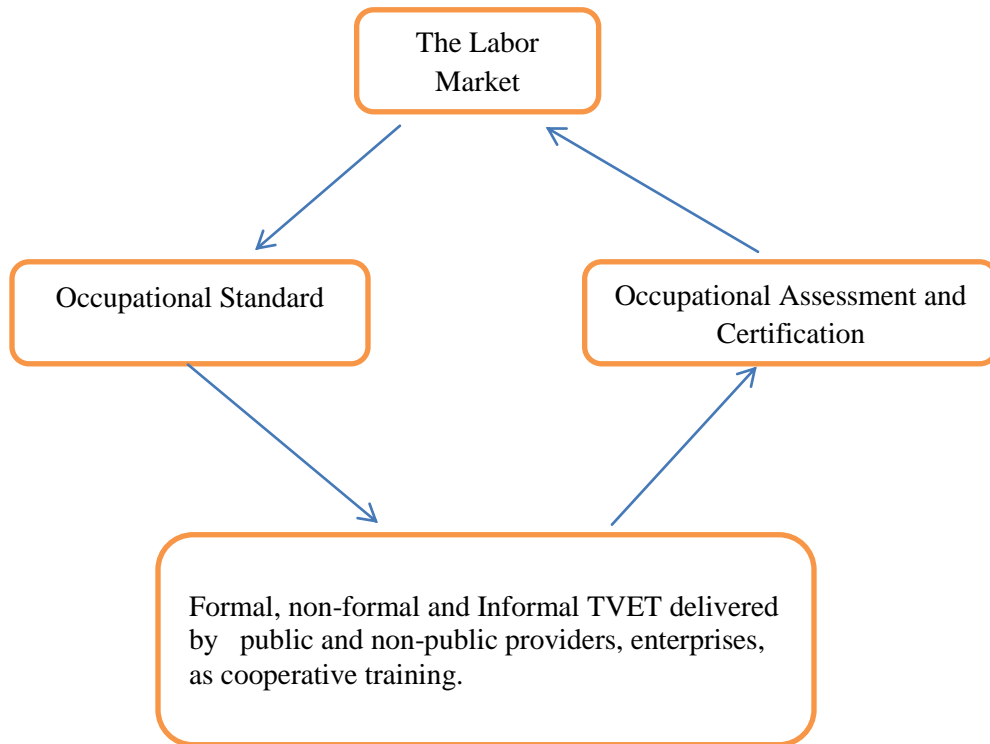 The Labor
Market
Occupational Standard
Occupational Assessment and
Certification
Formal, non-formal and Informal TVET delivered
by   public and non-public providers, enterprises,
as cooperative training.